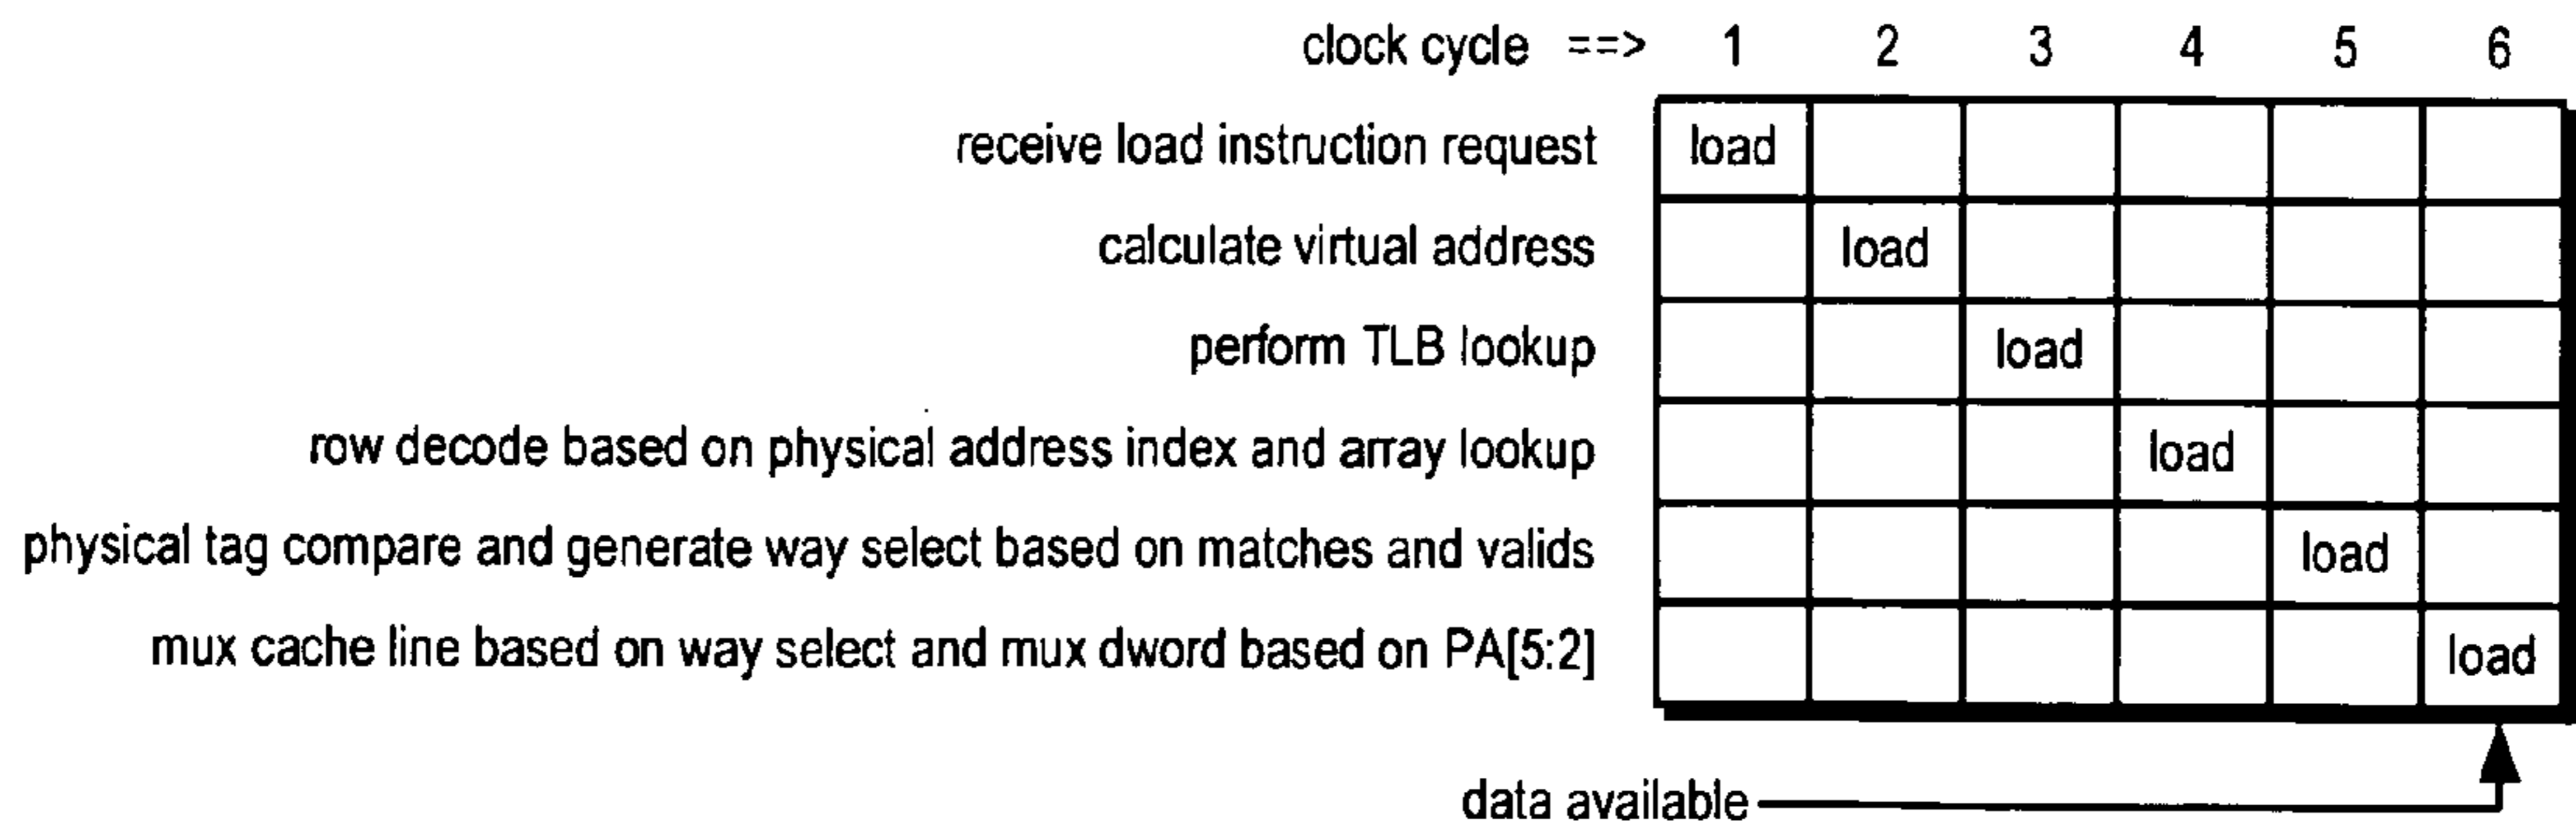 clock cycle ==> 1 2 3 4 5 6
receive load instruction request load
calculate virtual address load
perform TLB lookup load
row decode based on physical address index and array lookup load
physical tag compare and generate way select based on matches and valids load
mux cache line based on way select and mux dword based on PA[5:2] load
data available